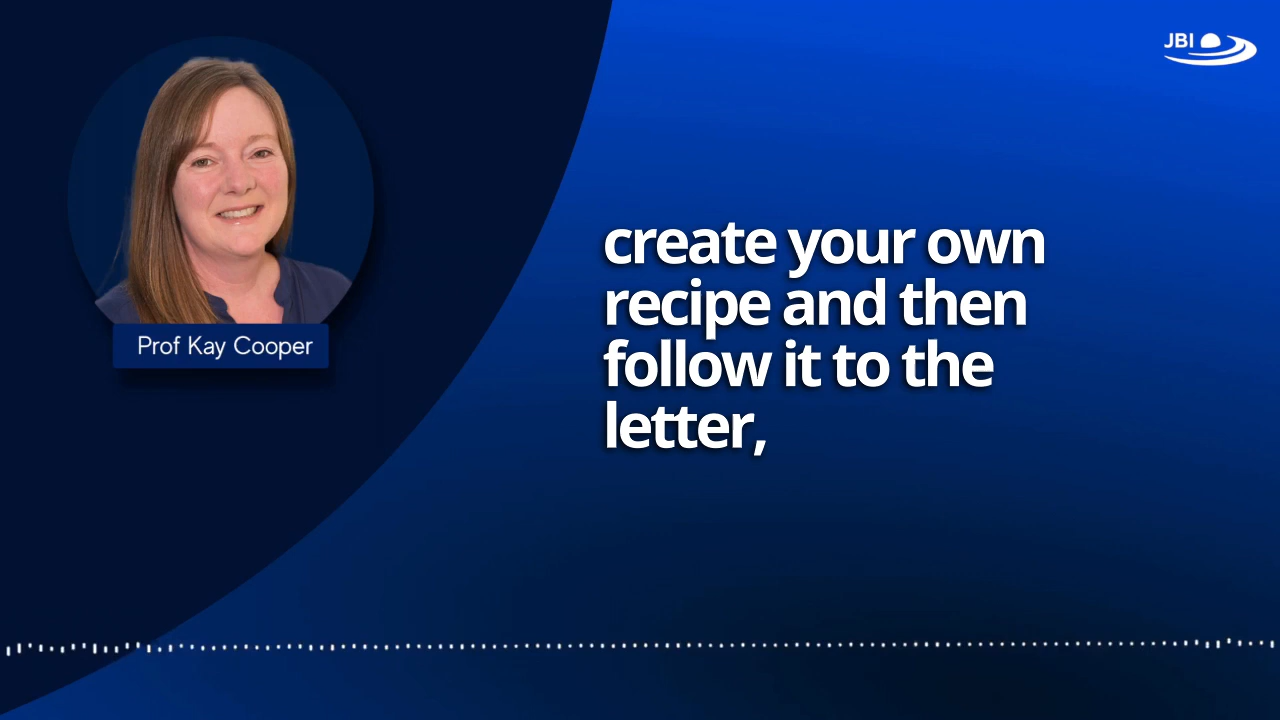 JBI
Prof Kay Cooper
create your own
recipe and then
follow it to the
letter,